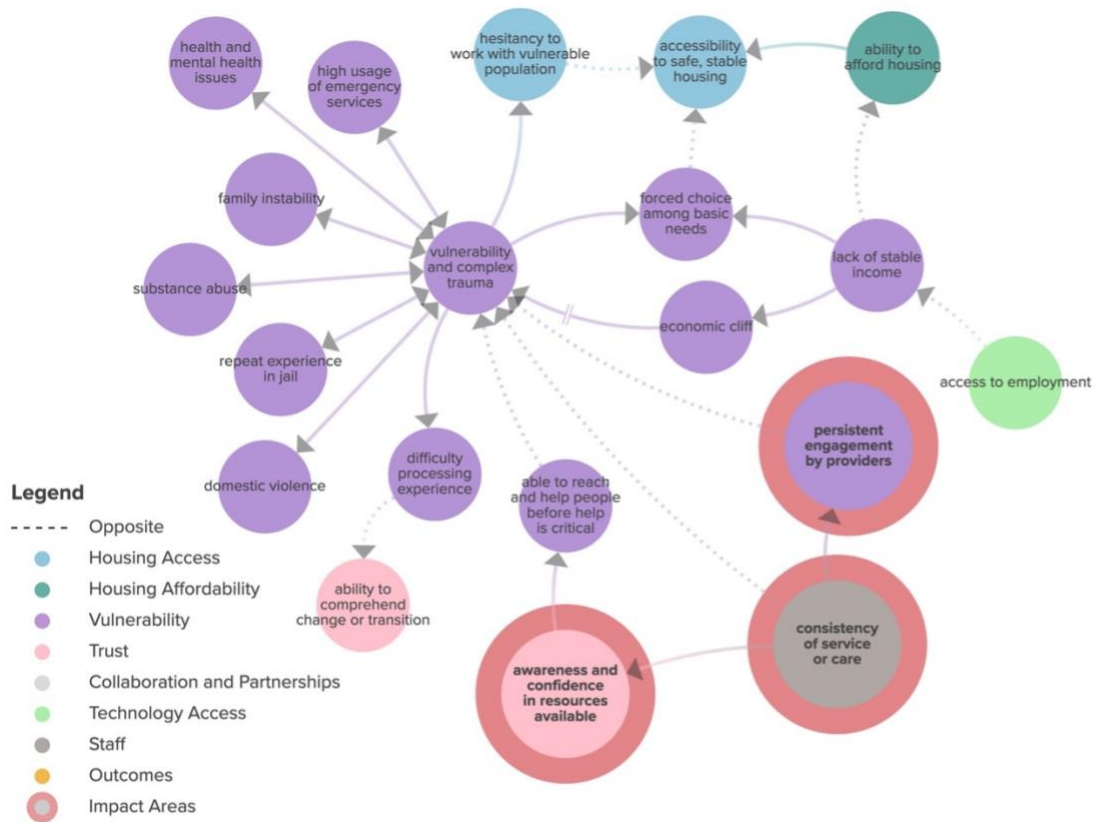 health and
mental health
issues
high usage
of emergency
services
hesitancy to
work with vulnerable
population
accessibility
to safe, stable
housing
ability to
afford housing
family instability
forced choice
among basic
needs
vulnerability
and complex
trauma
lack of stable
income
substance abuse
economic cliff
repeat experience
in jail
access to employment
persistent
engagement
by providers
domestic violence
difficulty
processing
experience
able to reach
and help people
before help
is critical
ability to
comprehend
change or transition
consistency
of service
or care
awareness and
confidence
in resources
available
Legend
Opposite
Housing Access
Housing Affordability
Vulnerability
Trust
Collaboration and Partnerships
Technology Access
Staff
Outcomes
Impact Areas